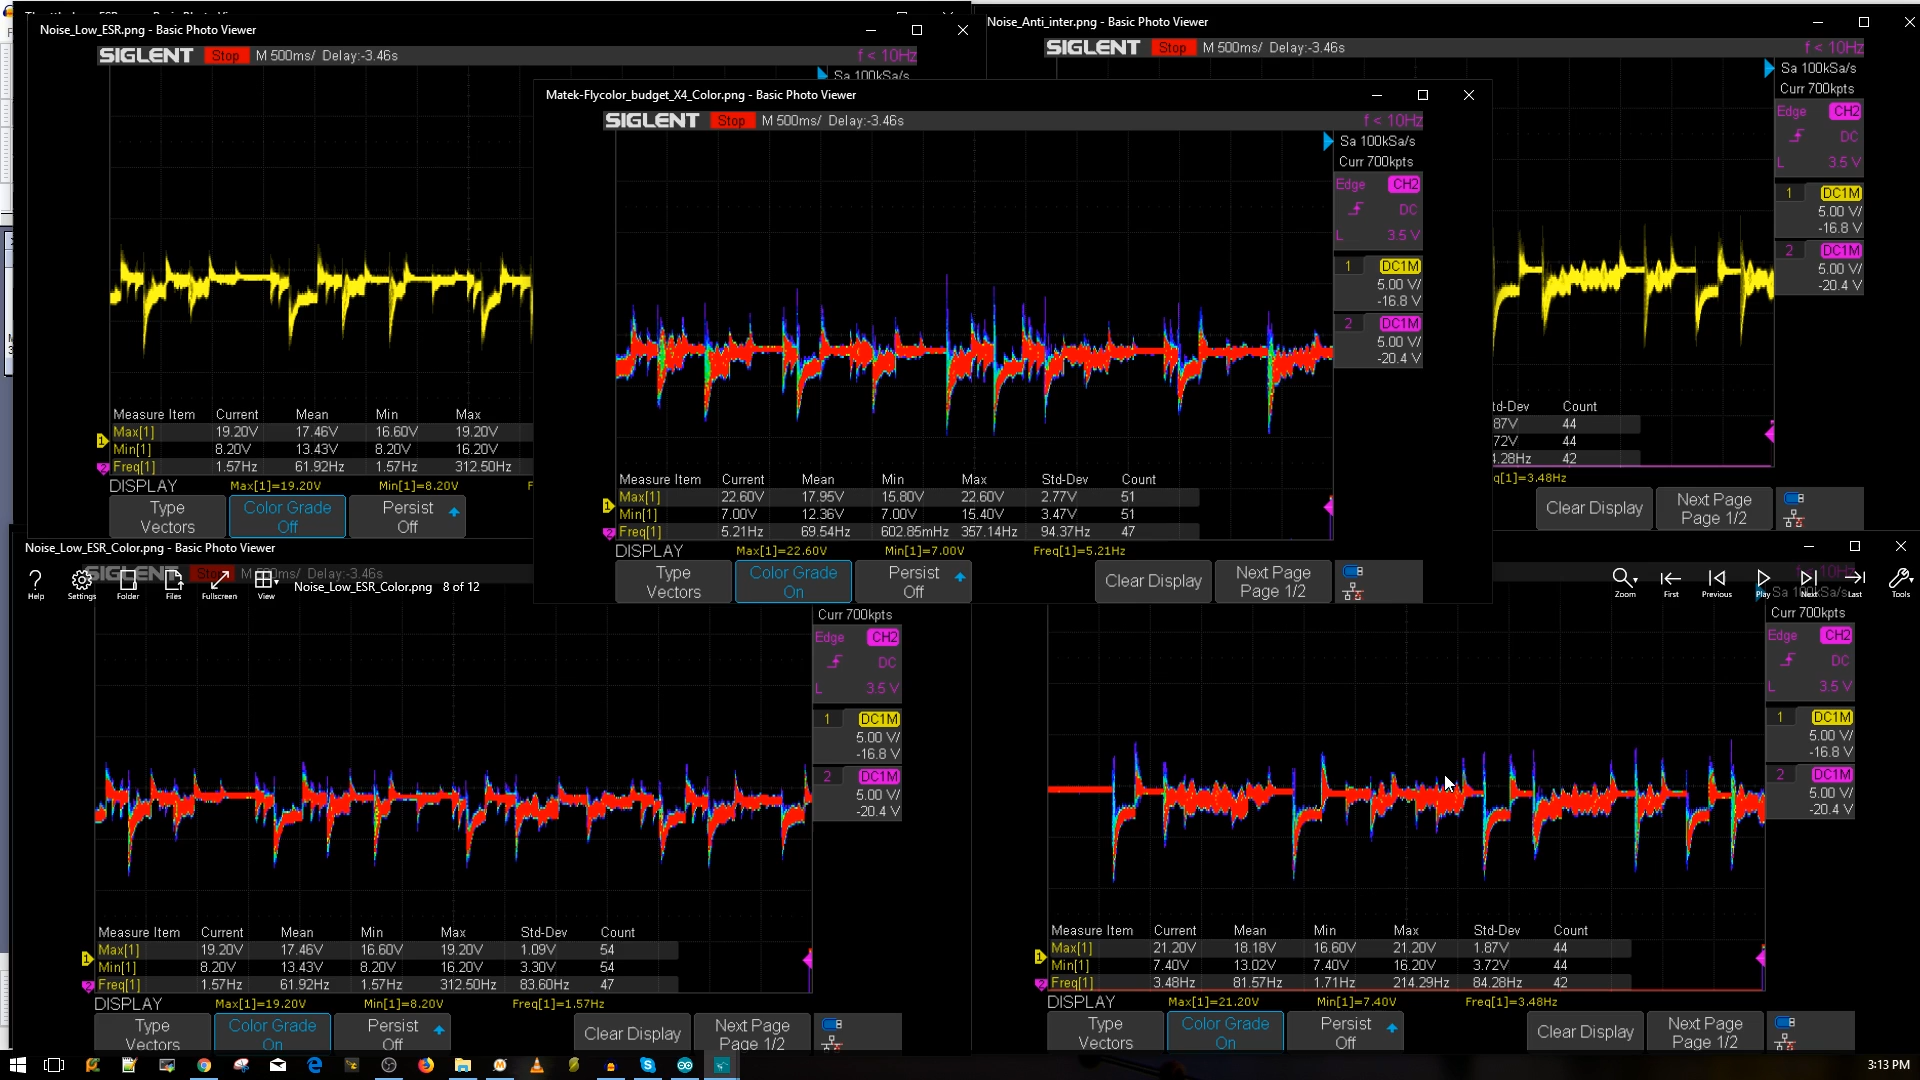 Noise_Low_ESR.png - Basic Photo Viewer
SIGLENT Stop M 500ms/ Delay:-3.46s f < 10Hz
Sa 100kSa/s
Measure Item Current Mean Min Max
Max[1] 19.20V 17.46V 16.60V 19.20V
Min[1] 8.20V 13.43V 8.20V 16.20V
Freq[1] 1.57Hz 61.92Hz 1.57Hz 312.50Hz
DISPLAY Max[1]=19.20V Min[1]=8.20V F
Type Vectors
Color Grade Off
Persist Off
Matek-Flycolor_budget_X4_Color.png - Basic Photo Viewer
SIGLENT Stop M 500ms/ Delay:-3.46s f < 10Hz
Sa 100kSa/s
Curr 700kpts
Edge CH2
DC
L 3.5 V
1 DC1M
5.00 V/
-16.8 V
2 DC1M
5.00 V/
-20.4 V
Measure Item Current Mean Min Max Std-Dev Count
Max[1] 22.60V 17.95V 15.80V 22.60V 2.77V 51
Min[1] 7.00V 12.36V 7.00V 15.40V 3.47V 51
Freq[1] 5.21Hz 69.54Hz 602.85mHz 357.14Hz 94.37Hz 47
DISPLAY Max[1]=22.60V Min[1]=7.00V Freq[1]=5.21Hz
Type Vectors
Color Grade On
Persist Off
Clear Display
Next Page
Page 1/2
Noise_Anti_inter.png - Basic Photo Viewer
SIGLENT Stop M 500ms/ Delay:-3.46s f < 10Hz
Sa 100kSa/s
Curr 700kpts
Edge CH2
DC
L 3.5 V
1 DC1M
5.00 V/
-16.8 V
2 DC1M
5.00 V/
-20.4 V
td-Dev Count
87V 44
72V 44
4.28Hz 42
q[1]=3.48Hz
Clear Display
Next Page
Page 1/2
Noise_Low_ESR_Color.png - Basic Photo Viewer
SIGLENT M 500ms/ Delay:-3.46s
Help Settings Folder Files Fullscreen View
Noise_Low_ESR_Color.png 8 of 12
Curr 700kpts
Edge CH2
DC
L 3.5 V
1 DC1M
5.00 V/
-16.8 V
2 DC1M
5.00 V/
-20.4 V
Measure Item Current Mean Min Max Std-Dev Count
Max[1] 19.20V 17.46V 16.60V 19.20V 1.09V 54
Min[1] 8.20V 13.43V 8.20V 16.20V 3.30V 54
Freq[1] 1.57Hz 61.92Hz 1.57Hz 312.50Hz 83.60Hz 47
DISPLAY Max[1]=19.20V Min[1]=8.20V Freq[1]=1.57Hz
Type Vectors
Color Grade On
Persist Off
Clear Display
Next Page
Page 1/2
Zoom First Previous Play Next Last Tools
Sa 100kSa/s
Curr 700kpts
Edge CH2
DC
L 3.5 V
1 DC1M
5.00 V/
-16.8 V
2 DC1M
5.00 V/
-20.4 V
Measure Item Current Mean Min Max Std-Dev Count
Max[1] 21.20V 18.18V 16.60V 21.20V 1.87V 44
Min[1] 7.40V 13.02V 7.40V 16.20V 3.72V 44
Freq[1] 3.48Hz 81.57Hz 1.71Hz 214.29Hz 84.28Hz 42
DISPLAY Max[1]=21.20V Min[1]=7.40V Freq[1]=3.48Hz
Type Vectors
Color Grade On
Persist Off
Clear Display
Next Page
Page 1/2
3:13 PM